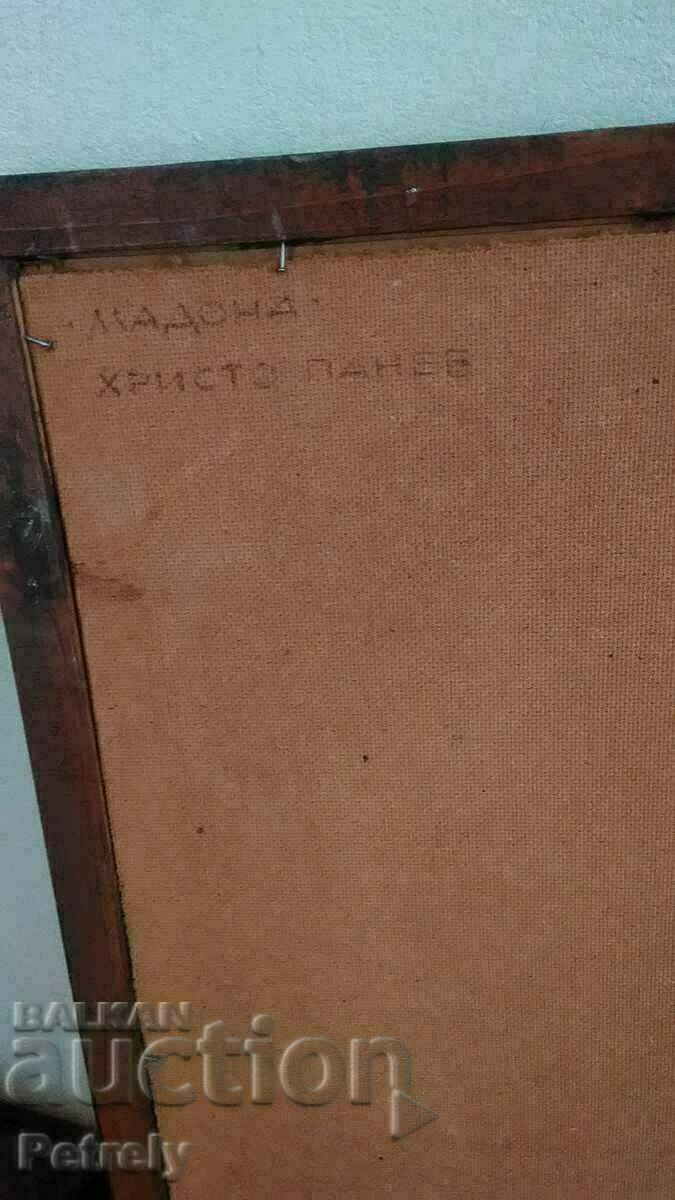 "МАДОНА"
ХРИСТО ПАНЕВ
BALKAN
auction
Petrely